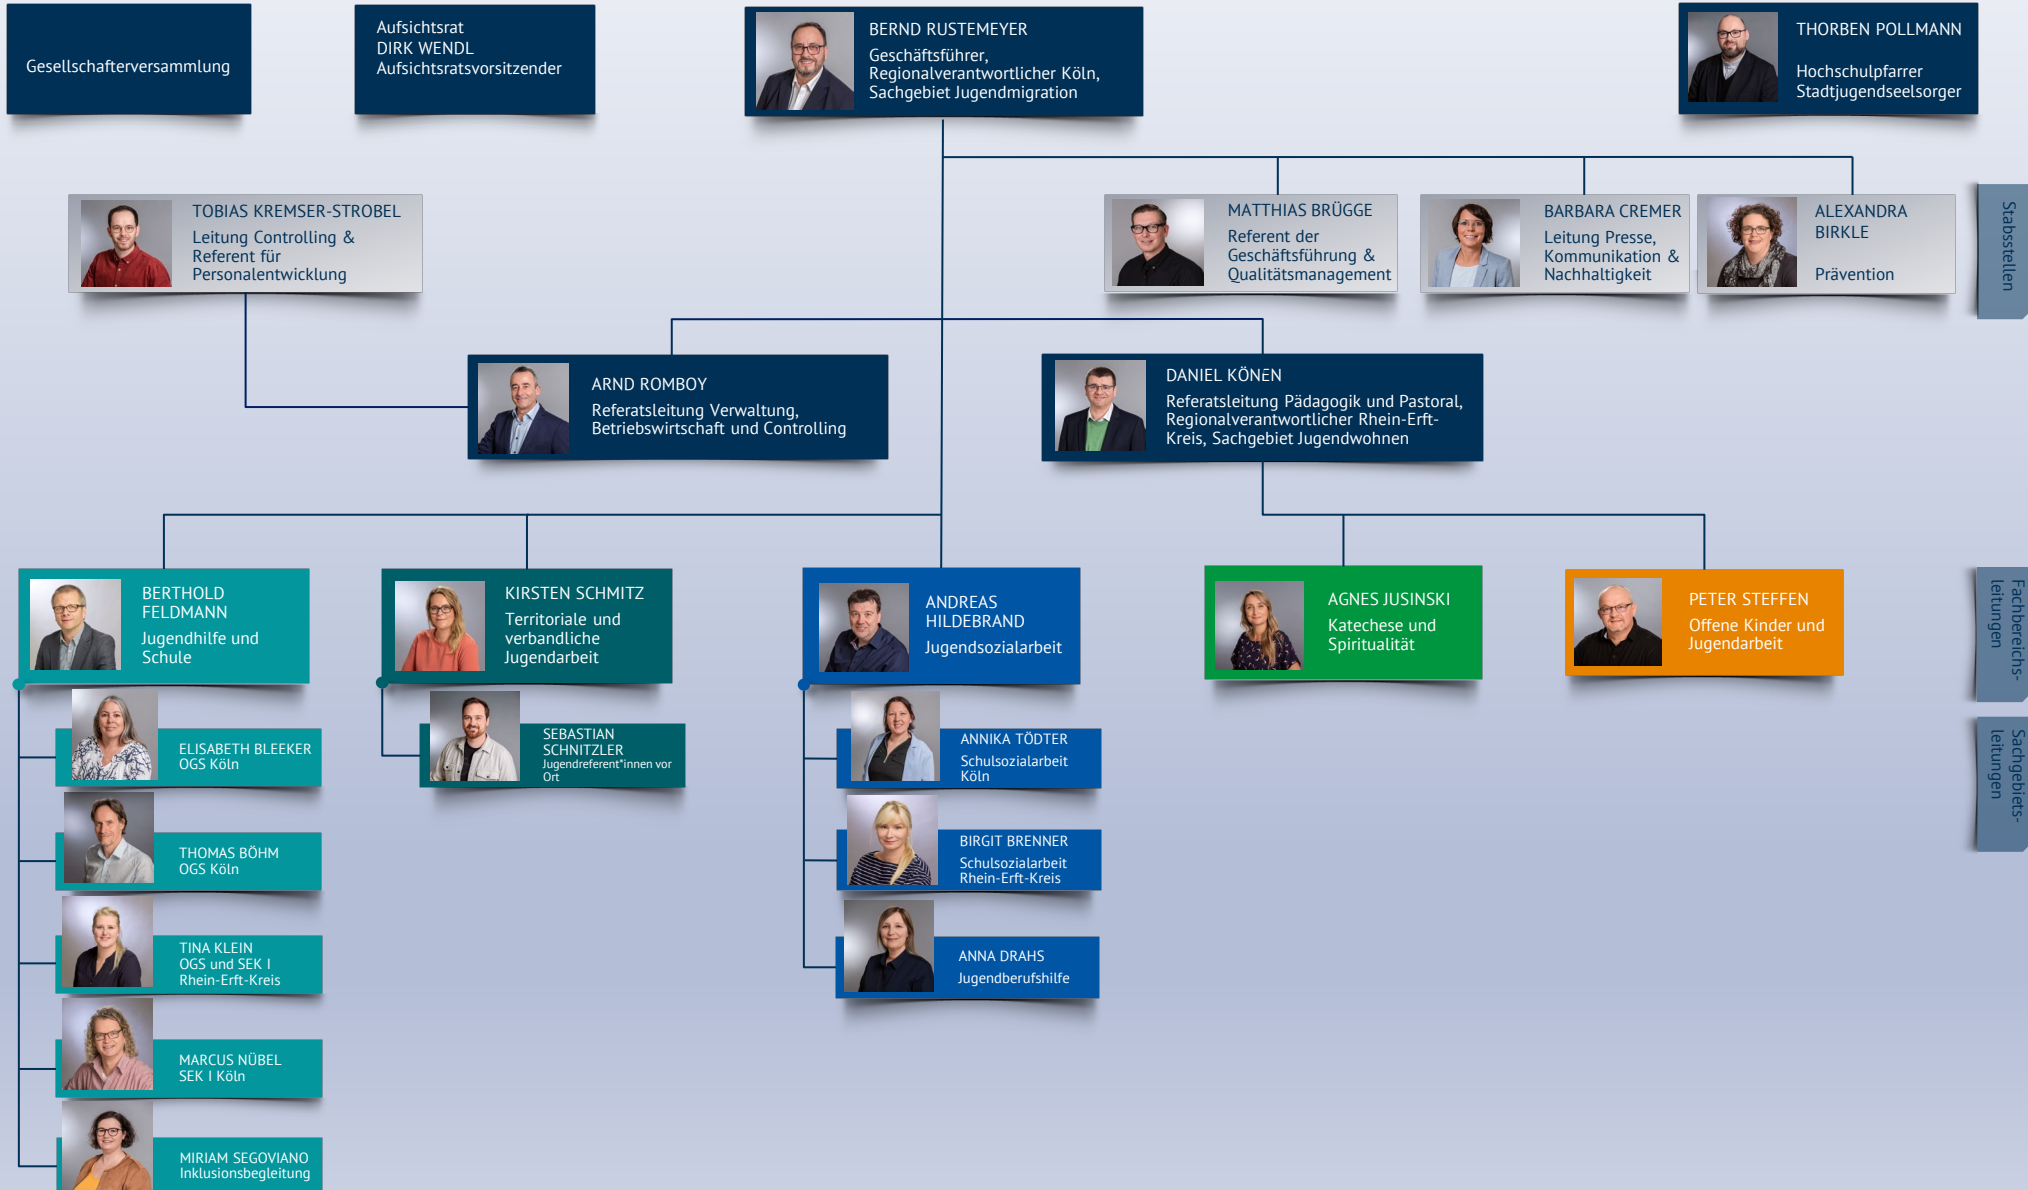 Gesellschafterversammlung
Aufsichtsrat
DIRK WENDL
Aufsichtsratsvorsitzender
BERND RUSTEMEYER
Geschäftsführer,
Regionalverantwortlicher Köln,
Sachgebiet Jugendmigration
THORBEN POLLMANN
Hochschulpfarrer
Stadtjugendseelsorger
TOBIAS KREMSER-STROBEL
Leitung Controlling &
Referent für
Personalentwicklung
MATTHIAS BRÜGGE
Referent der
Geschäftsführung &
Qualitätsmanagement
BARBARA CREMER
Leitung Presse,
Kommunikation &
Nachhaltigkeit
ALEXANDRA
BIRKLE
Prävention
Stabsstellen
ARND ROMBOY
Referatsleitung Verwaltung,
Betriebswirtschaft und Controlling
DANIEL KÖNEN
Referatsleitung Pädagogik und Pastoral,
Regionalverantwortlicher Rhein-Erft-
Kreis, Sachgebiet Jugendwohnen
BERTHOLD
FELDMANN
Jugendhilfe und
Schule
KIRSTEN SCHMITZ
Territoriale und
verbandliche
Jugendarbeit
ANDREAS
HILDEBRAND
Jugendsozialarbeit
AGNES JUSINSKI
Katechese und
Spiritualität
PETER STEFFEN
Offene Kinder und
Jugendarbeit
Fachbereichs-
leitungen
ELISABETH BLEEKER
OGS Köln
SEBASTIAN
SCHNITZLER
Jugendreferent*innen vor
Ort
ANNIKA TÖDTER
Schulsozialarbeit
Köln
Sachgebiets-
leitungen
THOMAS BÖHM
OGS Köln
BIRGIT BRENNER
Schulsozialarbeit
Rhein-Erft-Kreis
TINA KLEIN
OGS und SEK I
Rhein-Erft-Kreis
ANNA DRAHS
Jugendberufshilfe
MARCUS NÜBEL
SEK I Köln
MIRIAM SEGOVIANO
Inklusionsbegleitung